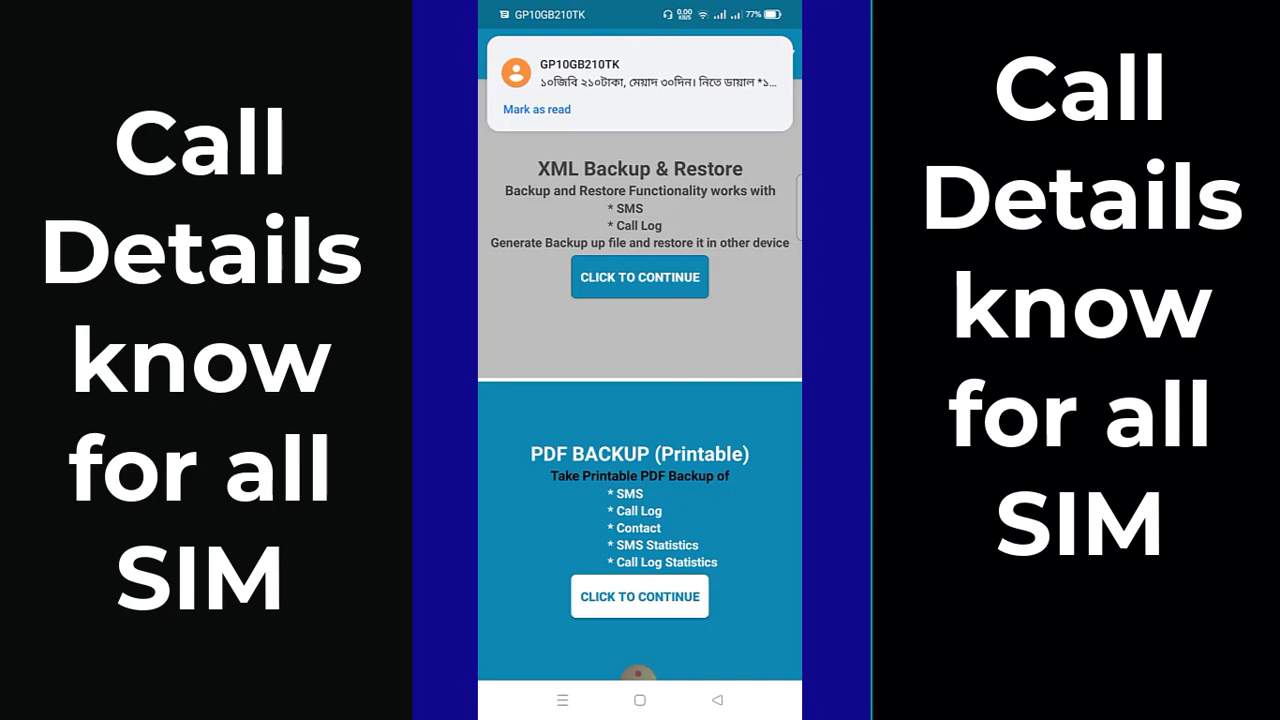 Call
Details
know
for all
SIM
GP10GB210TK
0.00
KB/S
77%
GP10GB210TK
১০জিবি ২১০টাকা, মেয়াদ ৩০দিন। নিতে ডায়াল *১...
Mark as read
XML Backup & Restore
Backup and Restore Functionality works with
* SMS
* Call Log
Generate Backup up file and restore it in other device
CLICK TO CONTINUE
PDF BACKUP (Printable)
Take Printable PDF Backup of
* SMS
* Call Log
* Contact
* SMS Statistics
* Call Log Statistics
CLICK TO CONTINUE
Call
Details
know
for all
SIM